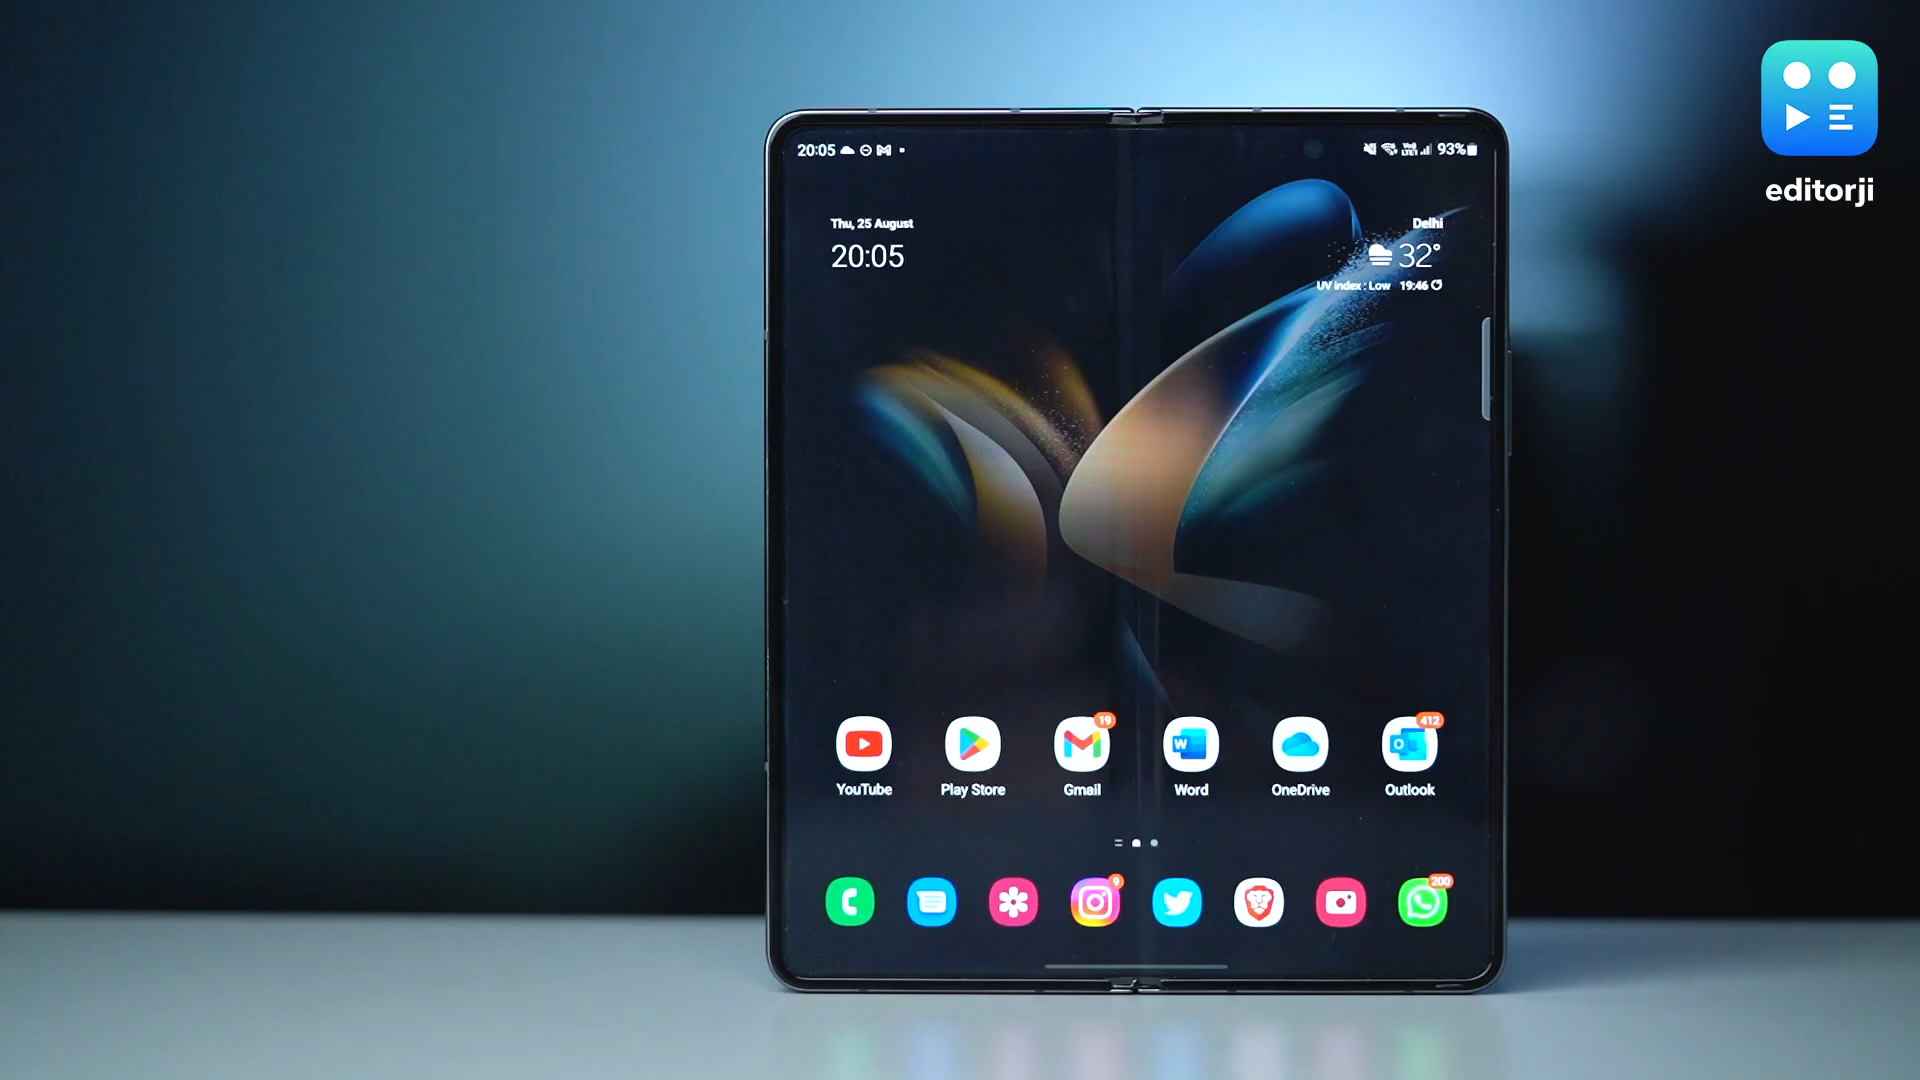 editorji
20:05
93%
Thu, 25 August
20:05
Delhi
32°
UV index : Low 19:46
19
412
W
O
YouTube
Play Store
Gmail
Word
OneDrive
Outlook
9
200